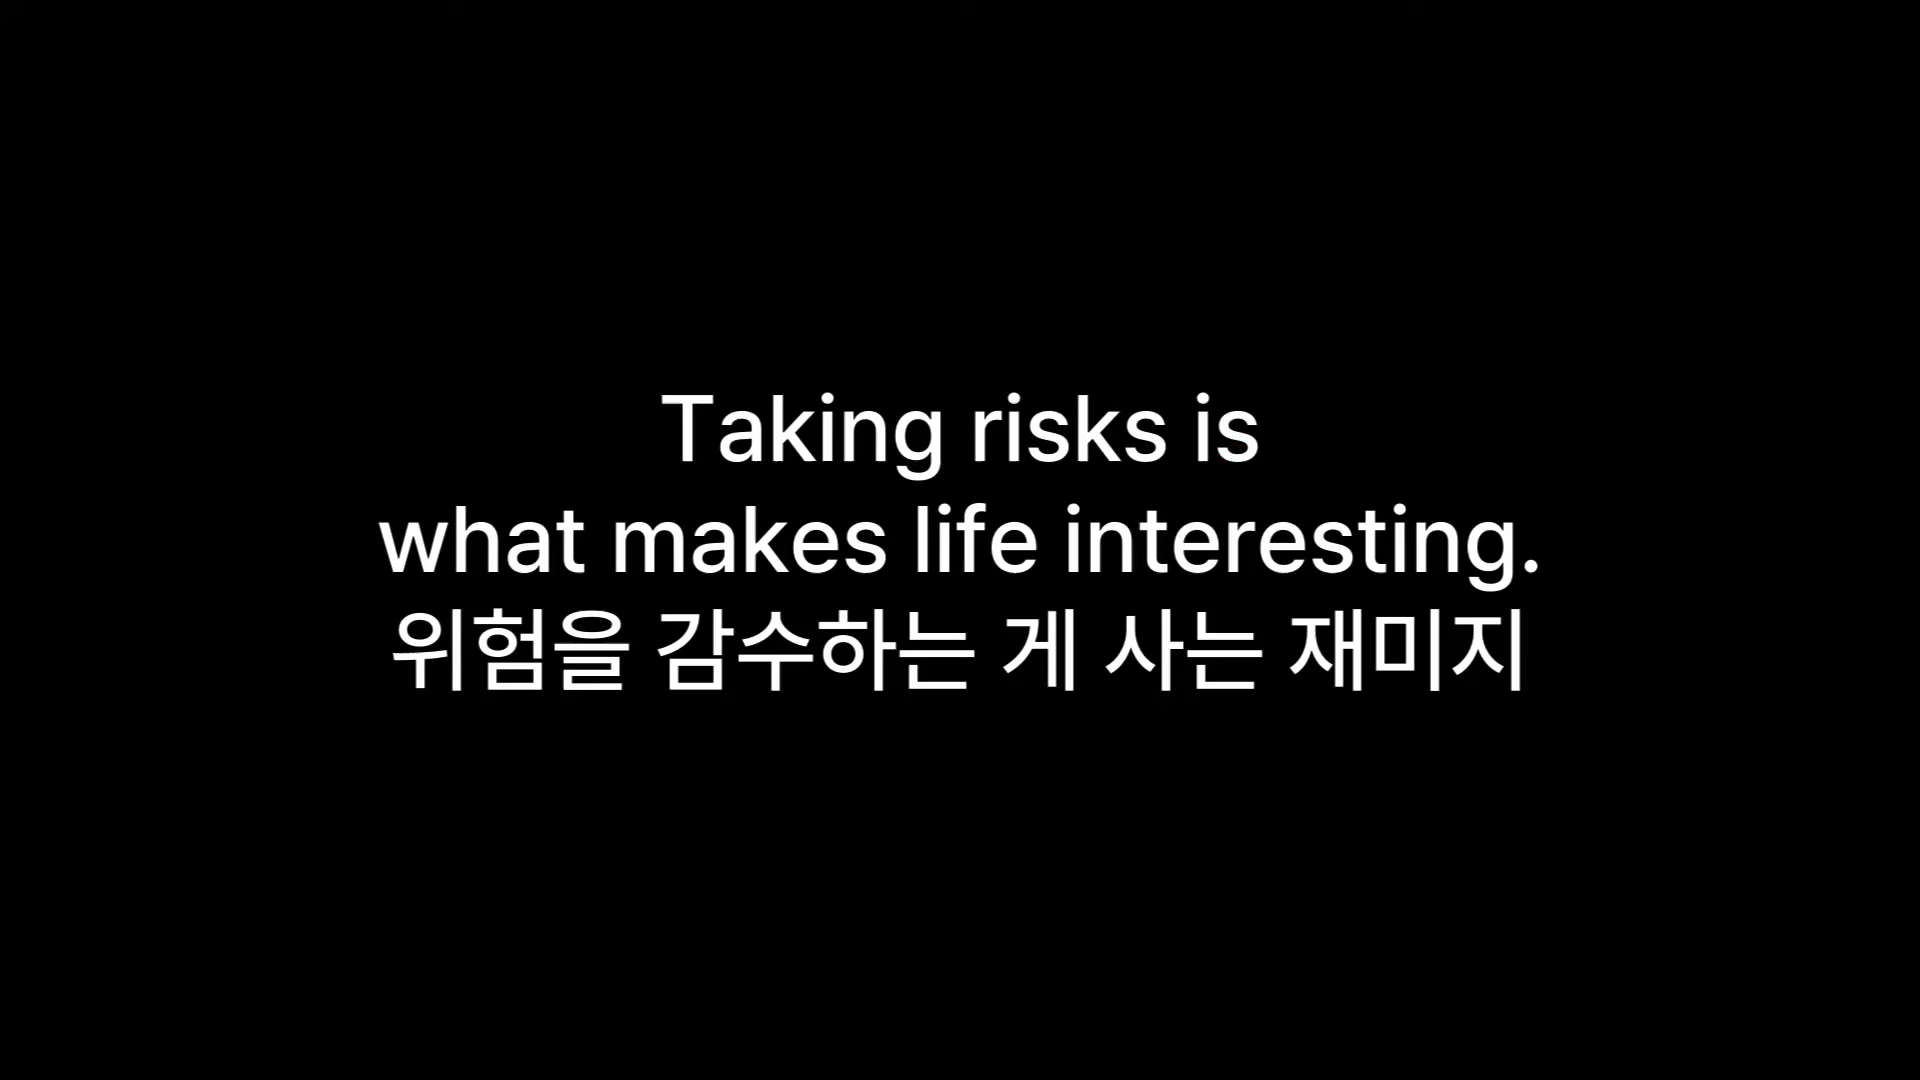 Taking risks is
what makes life interesting.
위험을 감수하는 게 사는 재미지